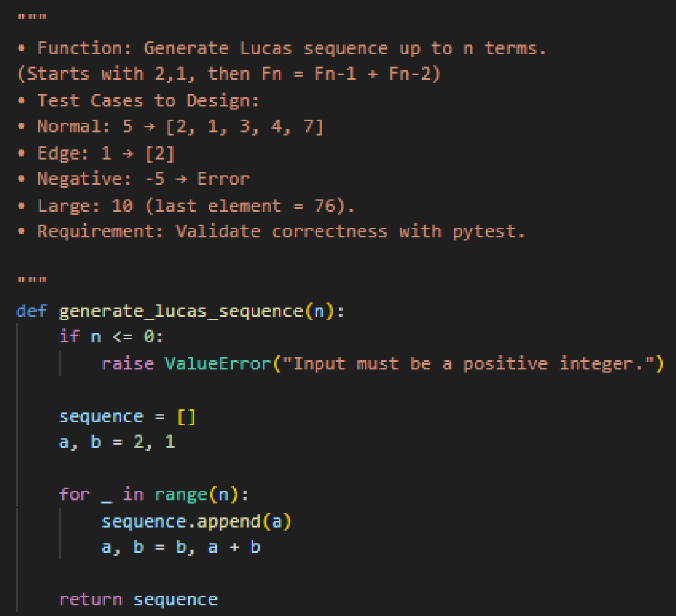 """
• Function: Generate Lucas sequence up to n terms.
(Starts with 2,1, then Fn = Fn-1 + Fn-2)
• Test Cases to Design:
• Normal: 5 → [2, 1, 3, 4, 7]
• Edge: 1 → [2]
• Negative: -5 → Error
• Large: 10 (last element = 76).
• Requirement: Validate correctness with pytest.

"""
def generate_lucas_sequence(n):
    if n <= 0:
        raise ValueError("Input must be a positive integer.")

    sequence = []
    a, b = 2, 1

    for _ in range(n):
        sequence.append(a)
        a, b = b, a + b

    return sequence